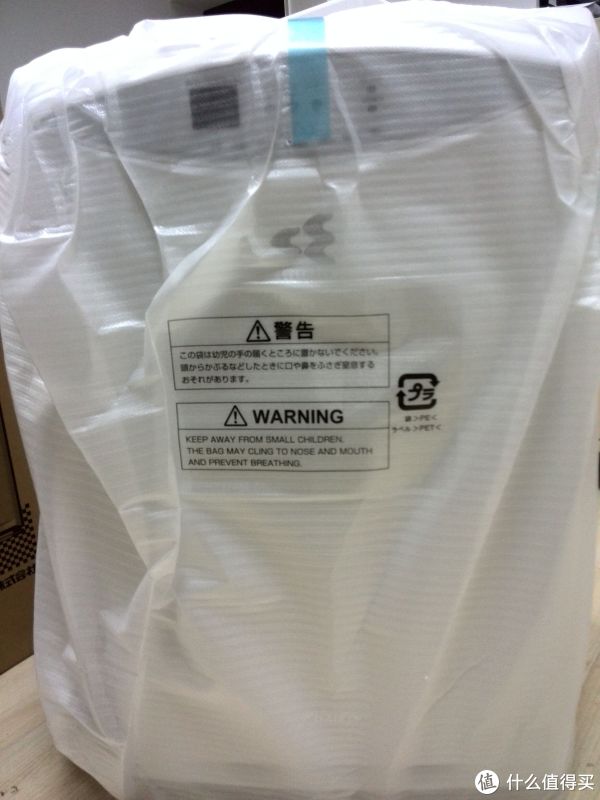 警告
この袋は幼児の手の届くところに置かないでください。
頭からかぶるなどしたときに口や鼻をふさぎ窒息する
おそれがあります。
WARNING
KEEP AWAY FROM SMALL CHILDREN.
THE BAG MAY CLING TO NOSE AND MOUTH
AND PREVENT BREATHING.
プラ
袋 >PE<
ラベル >PET<
株式会社
值 什么值得买